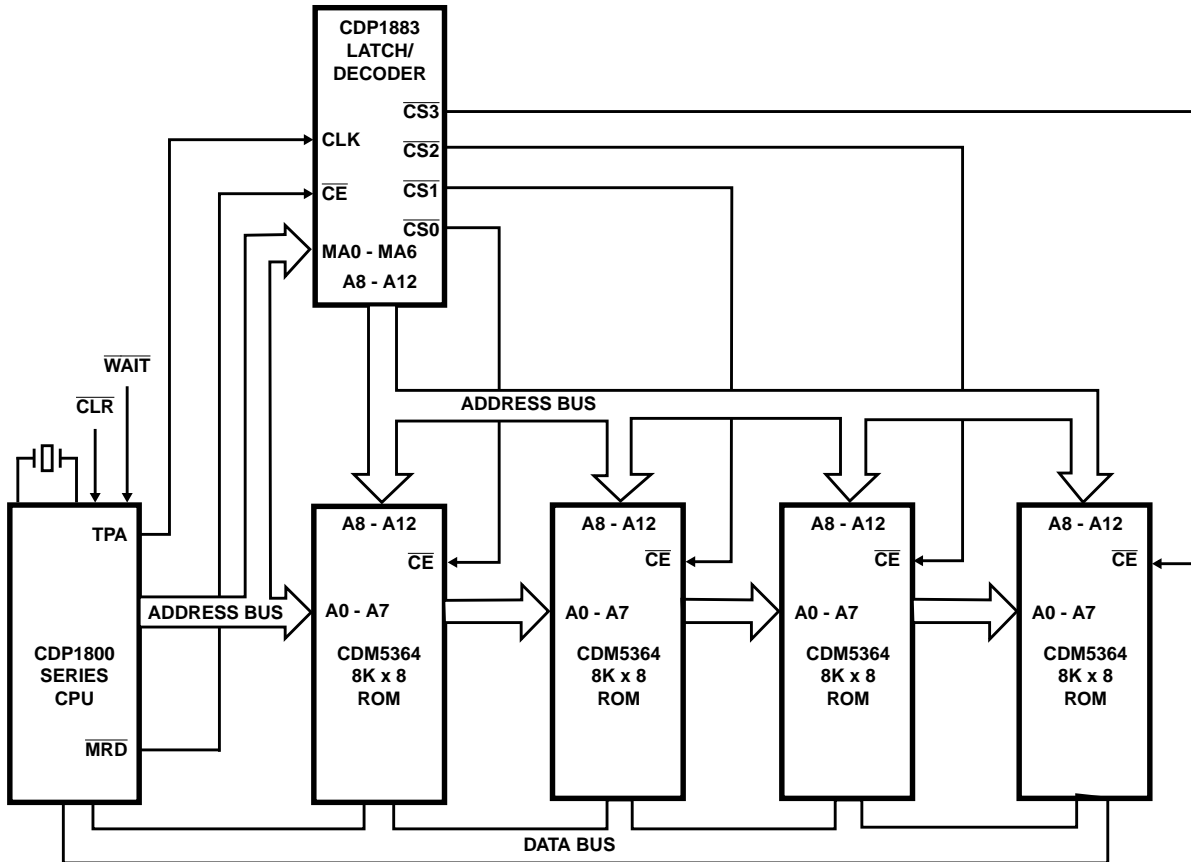 CDP1883
LATCH/
DECODER
CS3
CLK
CS2
CE
CS1
CS0
MA0 - MA6
A8 - A12
WAIT
CLR
ADDRESS BUS
TPA
ADDRESS BUS
CDP1800
SERIES
CPU
MRD
A8 - A12
CE
A0 - A7
CDM5364
8K x 8
ROM
A8 - A12
CE
A0 - A7
CDM5364
8K x 8
ROM
A8 - A12
CE
A0 - A7
CDM5364
8K x 8
ROM
A8 - A12
CE
A0 - A7
CDM5364
8K x 8
ROM
DATA BUS